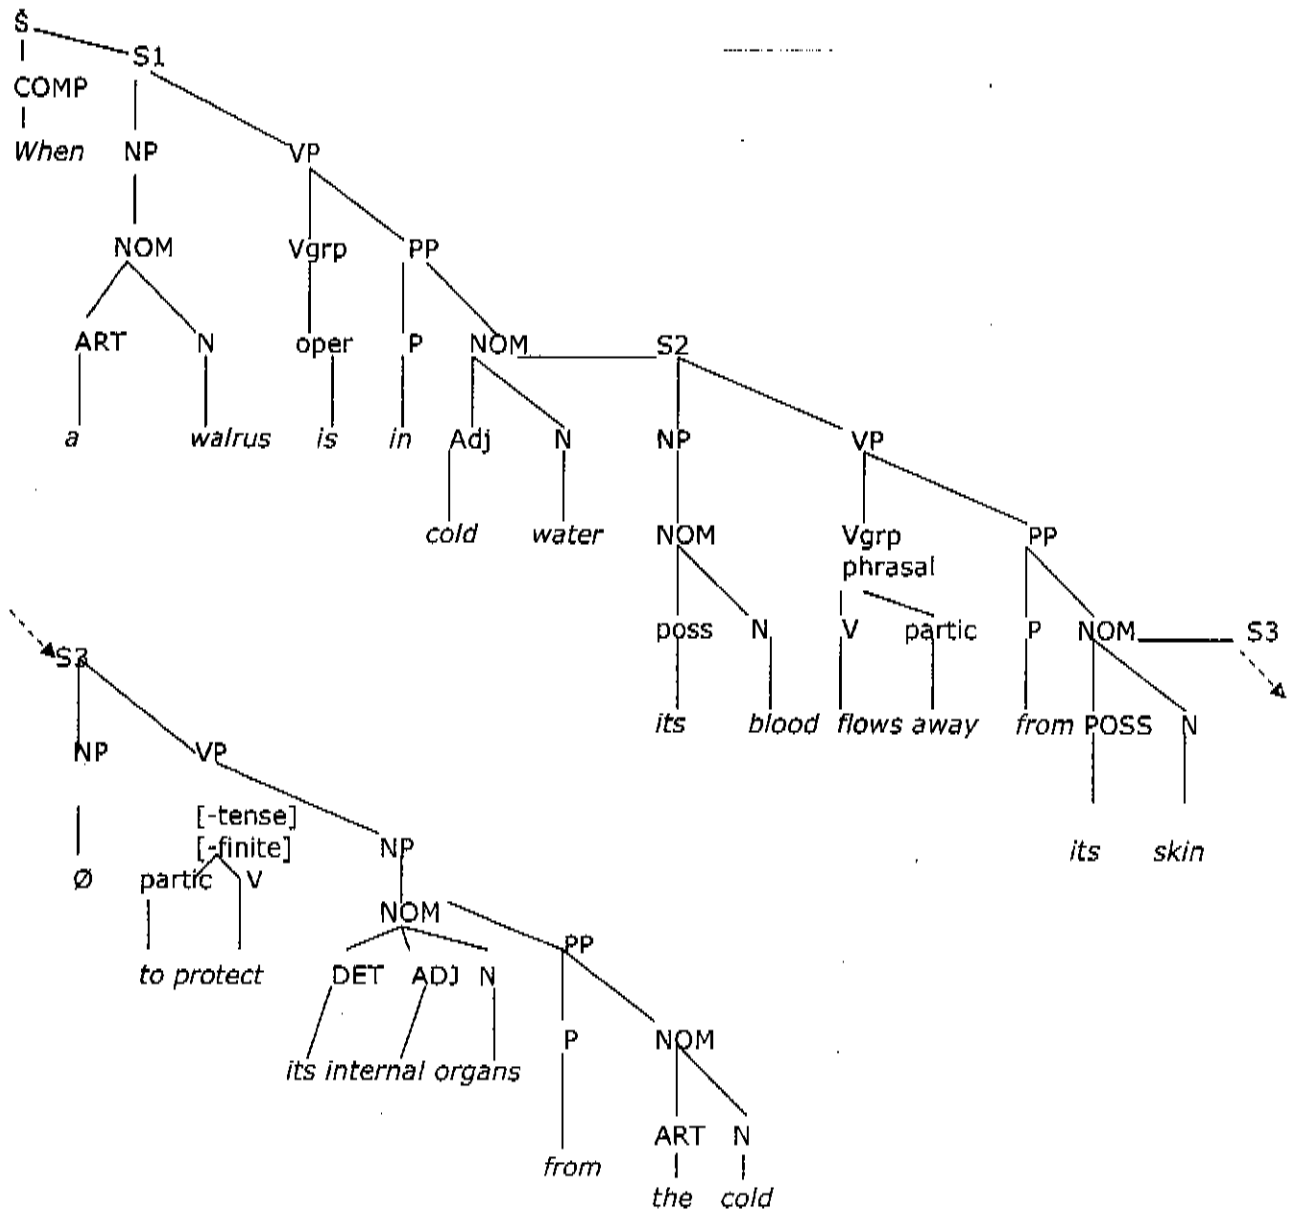 Š
S1
COMP
When NP VP
NOM Vgrp PP
ART N oper P NOM S2
a walrus is in Adj N NP VP
cold water NOM Vgrp PP
phrasal
poss N V partic P NOM S3
S3
its blood flows away from POSS N
NP VP
[-tense]
[-finite] NP its skin
Ø partic V
NOM
PP
to protect DET ADJ N
P NOM
its internal organs
ART N
from
the cold